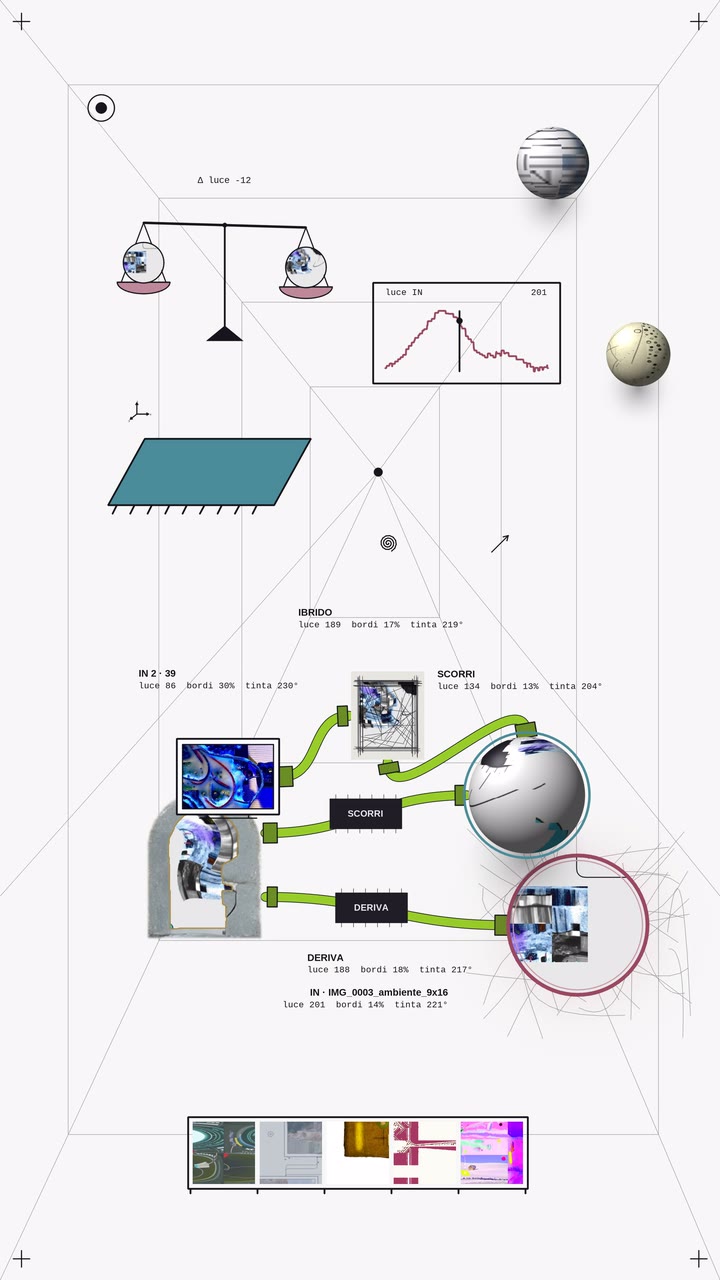 Δ luce -12
luce IN 201
IBRIDO
luce 189 bordi 17% tinta 219°
IN 2 · 39
luce 86 bordi 30% tinta 230°
SCORRI
luce 134 bordi 13% tinta 204°
SCORRI
DERIVA
DERIVA
luce 188 bordi 18% tinta 217°
IN · IMG_0003_ambiente_9x16
luce 201 bordi 14% tinta 221°